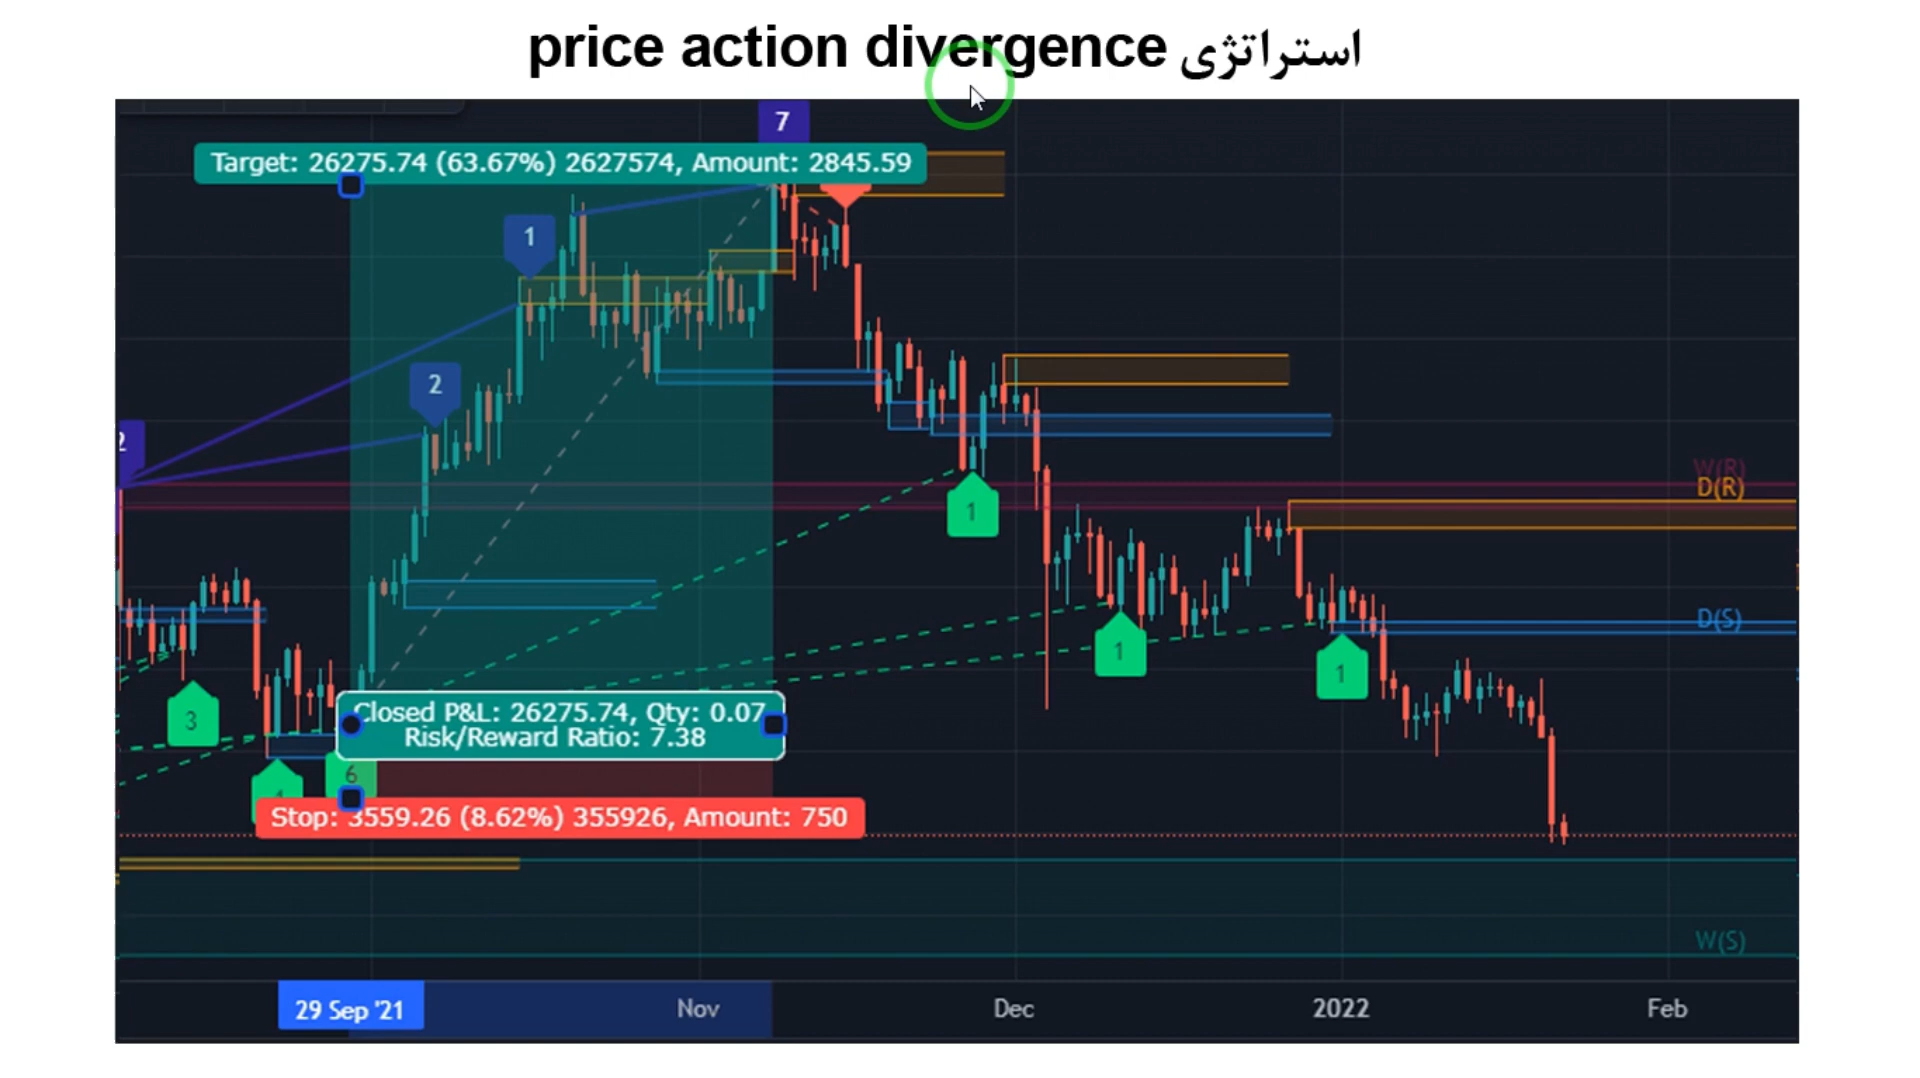 استراتژی price action divergence
7
Target: 26275.74 (63.67%) 2627574, Amount: 2845.59
1
2
2
W(R)
D(R)
1
D(S)
1
1
3
Closed P&L: 26275.74, Qty: 0.07
Risk/Reward Ratio: 7.38
6
Stop: 3559.26 (8.62%) 355926, Amount: 750
W(S)
29 Sep '21
Nov
Dec
2022
Feb